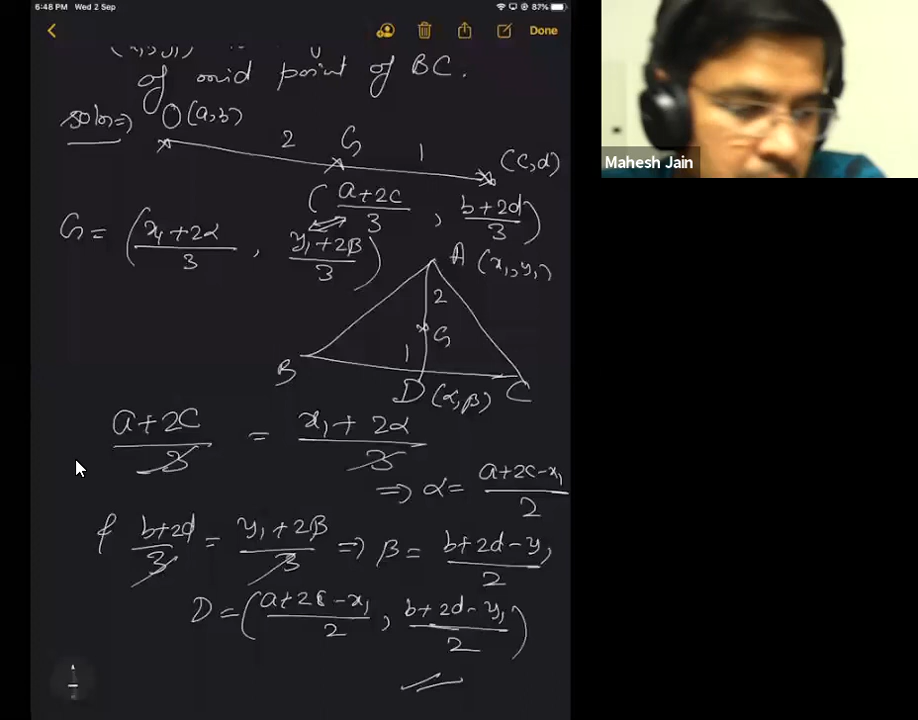 6:48 PM Wed 2 Sep
87%
Done
of mid point of BC.
soln ⇒ O(a,b)
2 G 1 (c,d)
( a+2c/3 , b+2d/3 )
G = ( x₁+2α/3 , y₁+2β/3 )
A (x₁,y₁)
2
G
1
B D(α,β) C
a+2c/3 = x₁+2α/3
⇒ α = a+2c-x₁/2
f b+2d/3 = y₁+2β/3 ⇒ β = b+2d-y₁/2
D = ( a+2c-x₁/2 , b+2d-y₁/2 )
Mahesh Jain